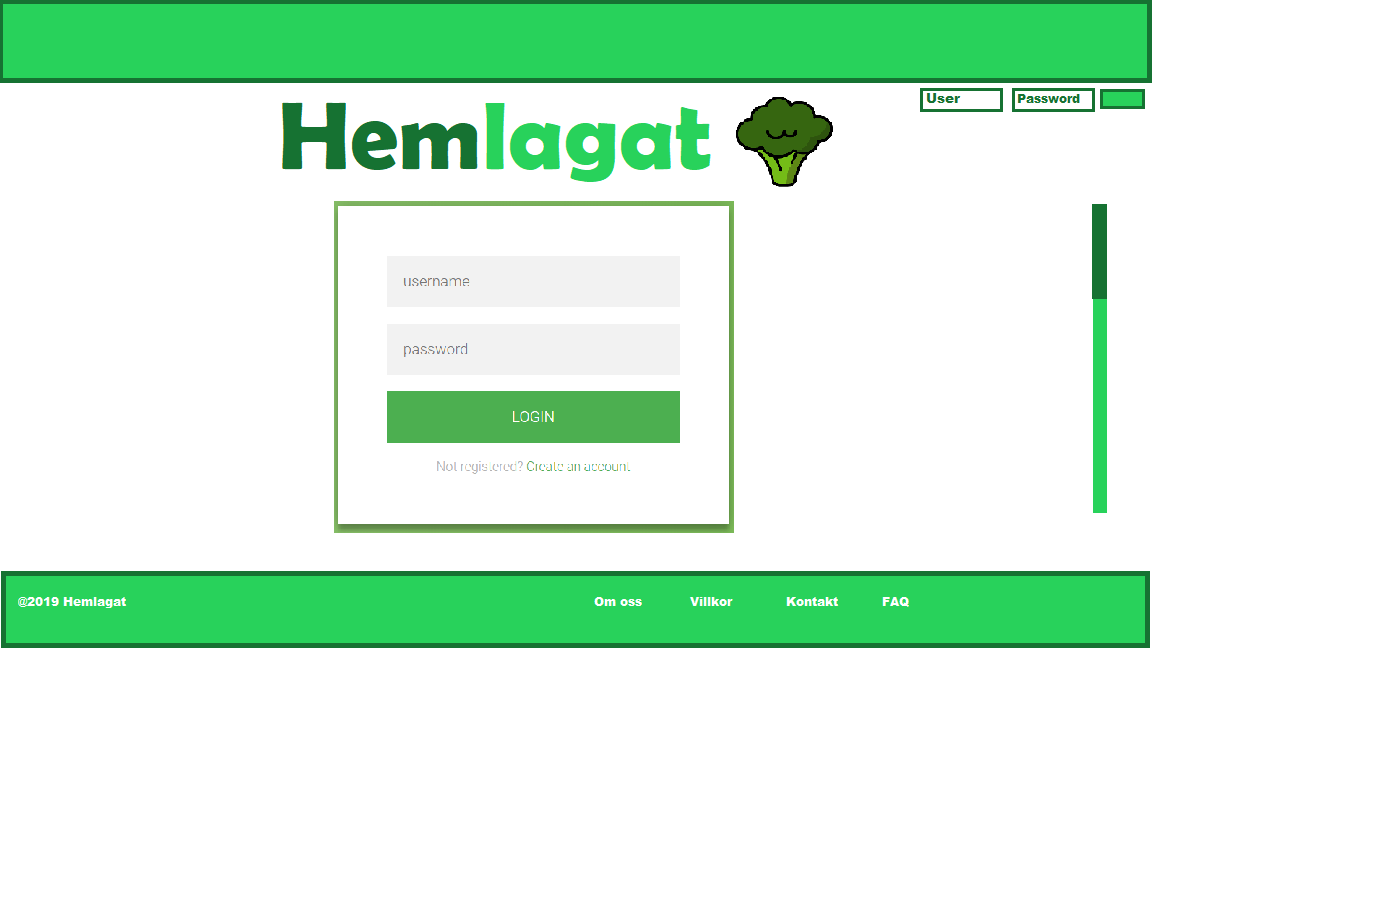 User
Password
Hemlagat
username
password
LOGIN
Not registered? Create an account
@2019 Hemlagat
Om oss
Villkor
Kontakt
FAQ